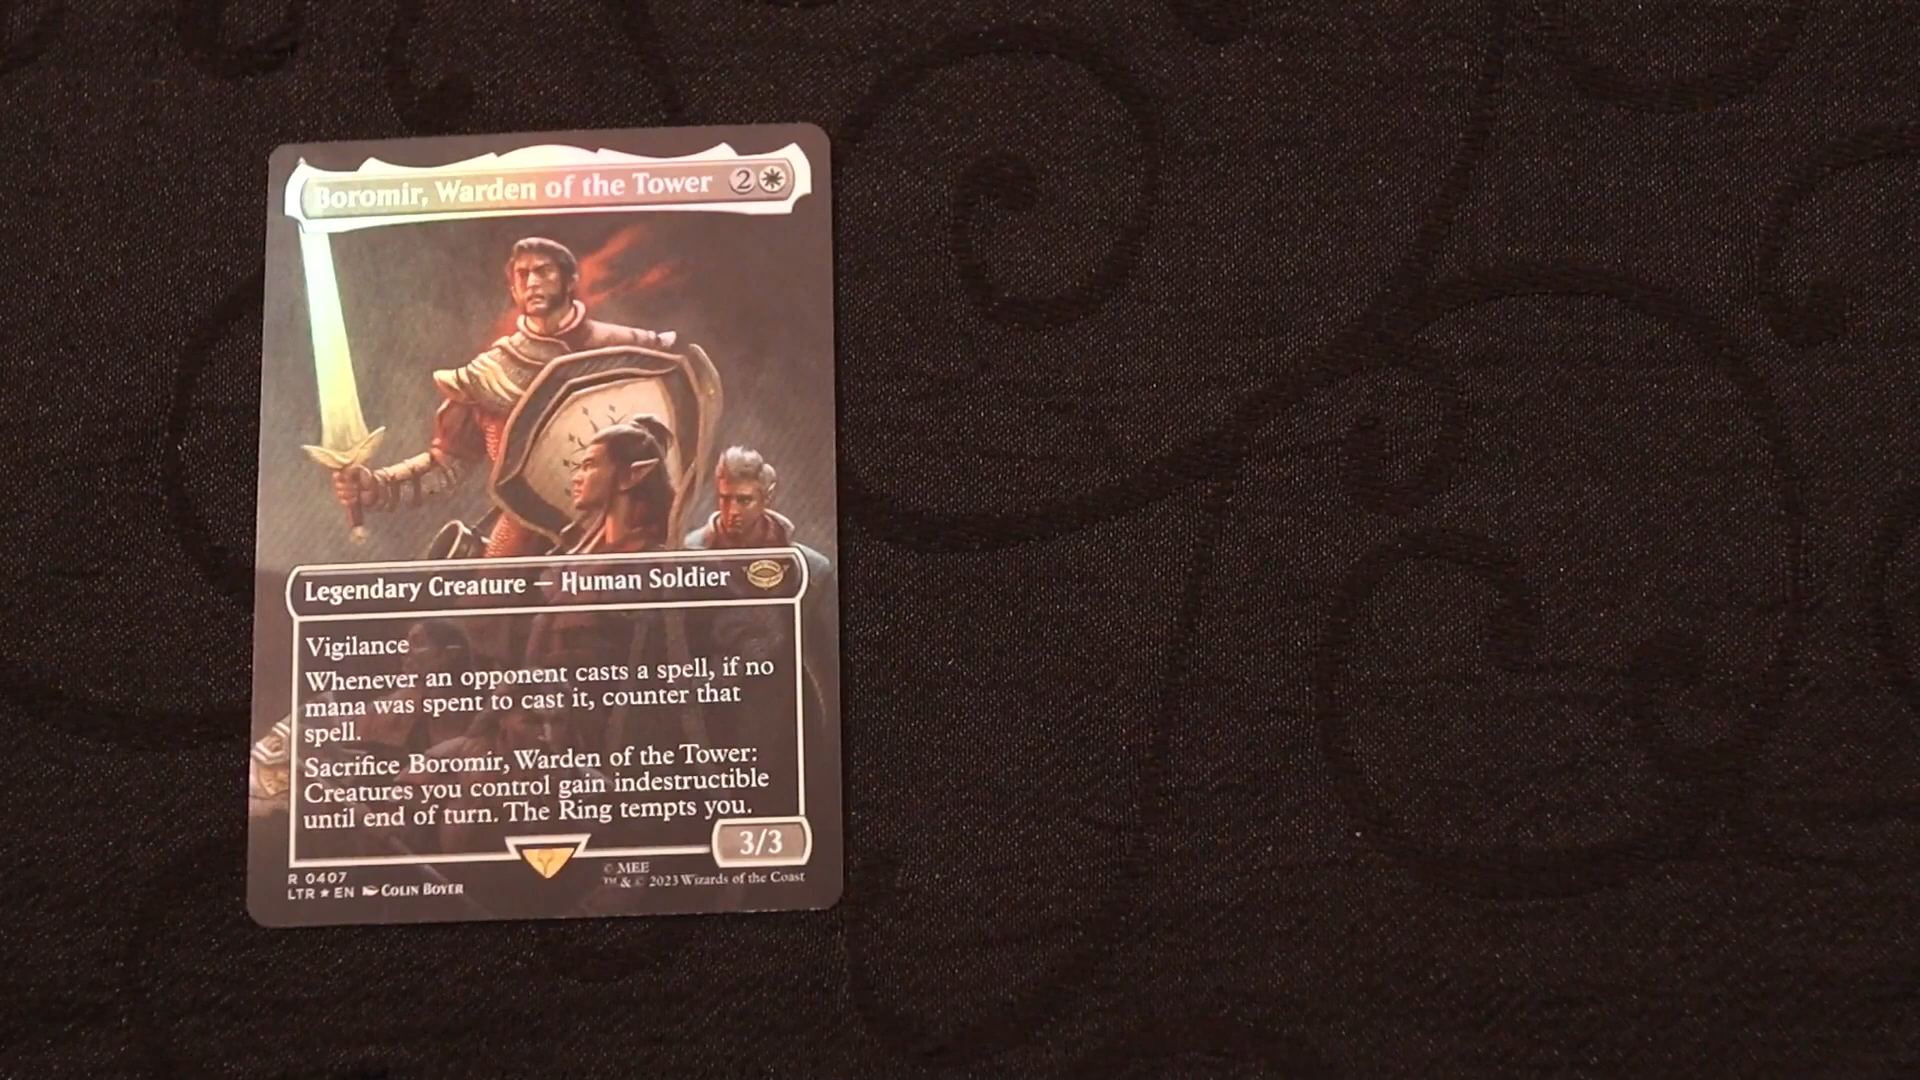 Boromir, Warden of the Tower 2
Legendary Creature — Human Soldier
Vigilance
Whenever an opponent casts a spell, if no
mana was spent to cast it, counter that
spell.
Sacrifice Boromir, Warden of the Tower:
Creatures you control gain indestructible
until end of turn. The Ring tempts you.
3/3
R 0407
LTR ★ EN Colin Boyer
© MEE
™ & © 2023 Wizards of the Coast